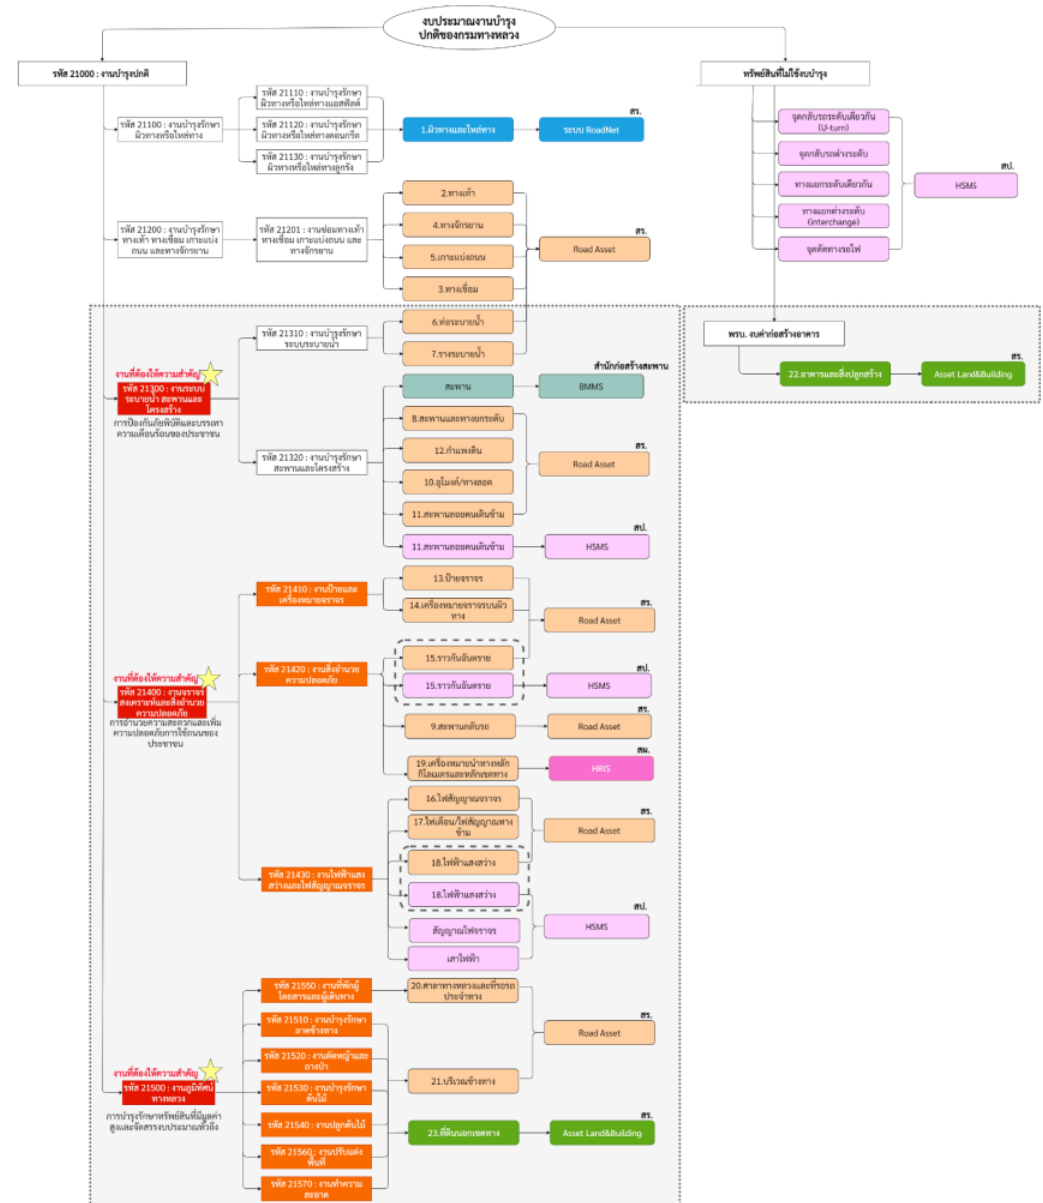 งบประมาณงานบำรุง
ปกติของกรมทางหลวง
รหัส 21000 : งานบำรุงปกติ
รหัส 21100 : งานบำรุงรักษา
ผิวทางหรือไหล่ทาง
รหัส 21110 : งานบำรุงรักษา
ผิวทางหรือไหล่ทางแอสฟัลต์
รหัส 21120 : งานบำรุงรักษา
ผิวทางหรือไหล่ทางคอนกรีต
รหัส 21130 : งานบำรุงรักษา
ผิวทางหรือไหล่ทางลูกรัง
1.ผิวทางและไหล่ทาง
สร.
ระบบ RoadNet
รหัส 21200 : งานบำรุงรักษา
ทางเท้า ทางเชื่อม เกาะแบ่ง
ถนน และทางจักรยาน
รหัส 21201 : งานซ่อมทางเท้า
ทางเชื่อม เกาะแบ่งถนน และ
ทางจักรยาน
2.ทางเท้า
4.ทางจักรยาน
5.เกาะแบ่งถนน
3.ทางเชื่อม
สร.
Road Asset
งานที่ต้องให้ความสำคัญ
รหัส 21300 : งานระบบ
ระบายน้ำ สะพานและ
โครงสร้าง
การป้องกันภัยพิบัติและบรรเทา
ความเดือนร้อนของประชาชน
รหัส 21310 : งานบำรุงรักษา
ระบบระบายน้ำ
6.ท่อระบายน้ำ
7.รางระบายน้ำ
รหัส 21320 : งานบำรุงรักษา
สะพานและโครงสร้าง
สะพาน
สำนักก่อสร้างสะพาน
BMMS
8.สะพานและทางยกระดับ
12.กำแพงดิน
10.อุโมงค์/ทางลอด
11.สะพานลอยคนเดินข้าม
สร.
Road Asset
11.สะพานลอยคนเดินข้าม
สป.
HSMS
งานที่ต้องให้ความสำคัญ
รหัส 21400 : งานจราจร
สงเคราะห์และสิ่งอำนวย
ความปลอดภัย
การอำนวยความสะดวกและเพิ่ม
ความปลอดภัยการใช้ถนนของ
ประชาชน
รหัส 21410 : งานป้ายและ
เครื่องหมายจราจร
13.ป้ายจราจร
14.เครื่องหมายจราจรบนผิว
ทาง
สร.
Road Asset
รหัส 21420 : งานสิ่งอำนวย
ความปลอดภัย
15.ราวกันอันตราย
15.ราวกันอันตราย
สป.
HSMS
9.สะพานกลับรถ
สร.
Road Asset
19.เครื่องหมายนำทางหลัก
กิโลเมตรและหลักเขตทาง
สผ.
HRIS
รหัส 21430 : งานไฟฟ้าแสง
สว่างและไฟสัญญาณจราจร
16.ไฟสัญญาณจราจร
17.ไฟเตือน/ไฟสัญญาณทาง
ข้าม
18.ไฟฟ้าแสงสว่าง
สร.
Road Asset
18.ไฟฟ้าแสงสว่าง
สัญญาณไฟจราจร
เสาไฟฟ้า
สป.
HSMS
งานที่ต้องให้ความสำคัญ
รหัส 21500 : งานภูมิทัศน์
ทางหลวง
การบำรุงรักษาทรัพย์สินที่มีมูลค่า
สูงและจัดสรรงบประมาณทั่วถึง
รหัส 21550 : งานที่พักผู้
โดยสารและผู้เดินทาง
รหัส 21510 : งานบำรุงรักษา
ลาดข้างทาง
รหัส 21520 : งานตัดหญ้าและ
ถางป่า
รหัส 21530 : งานบำรุงรักษา
ต้นไม้
รหัส 21540 : งานปลูกต้นไม้
รหัส 21560 : งานปรับแต่ง
พื้นที่
รหัส 21570 : งานทำความ
สะอาด
20.ศาลาทางหลวงและที่รอรถ
ประจำทาง
21.บริเวณข้างทาง
สร.
Road Asset
23.ที่ดินนอกเขตทาง
สร.
Asset Land&Building
ทรัพย์สินที่ไม่ใช้งบบำรุง
จุดกลับรถระดับเดียวกัน
(U-turn)
จุดกลับรถต่างระดับ
ทางแยกระดับเดียวกัน
ทางแยกต่างระดับ
(interchange)
จุดตัดทางรถไฟ
สป.
HSMS
พรบ. งบค่าก่อสร้างอาคาร
22.อาคารและสิ่งปลูกสร้าง
สร.
Asset Land&Building